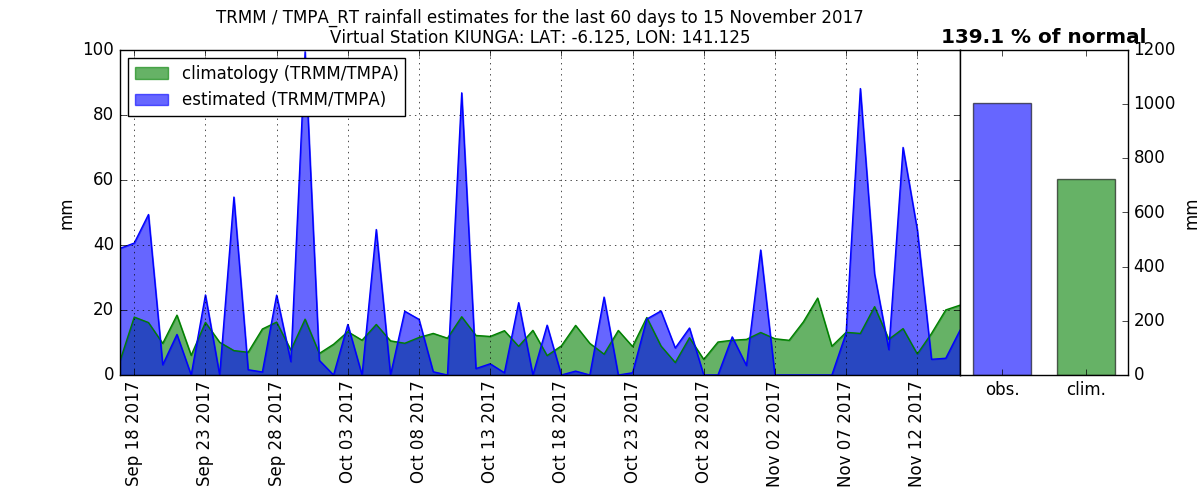 TRMM / TMPA_RT rainfall estimates for the last 60 days to 15 November 2017
Virtual Station KIUNGA: LAT: -6.125, LON: 141.125
139.1 % of normal
climatology (TRMM/TMPA)
estimated (TRMM/TMPA)
mm
100
80
60
40
20
0
Sep 18 2017
Sep 23 2017
Sep 28 2017
Oct 03 2017
Oct 08 2017
Oct 13 2017
Oct 18 2017
Oct 23 2017
Oct 28 2017
Nov 02 2017
Nov 07 2017
Nov 12 2017
obs.
clim.
1200
1000
800
600
400
200
0
mm